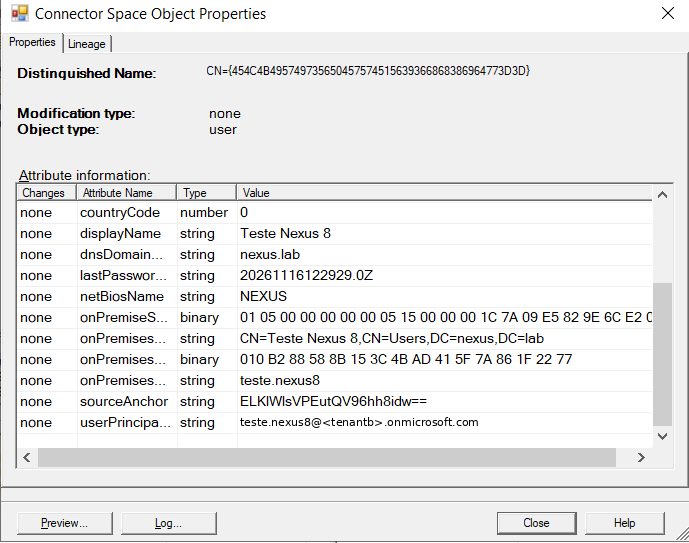 Connector Space Object Properties
Properties Lineage
Distinguished Name: CN={454C4B495749735650457574515639366868386964773D3D}
Modification type: none
Object type: user
Attribute information:
Changes Attribute Name Type Value
none countryCode number 0
none displayName string Teste Nexus 8
none dnsDomain... string nexus.lab
none lastPasswor... string 20261116122929.0Z
none netBiosName string NEXUS
none onPremiseS... binary 01 05 00 00 00 00 00 05 15 00 00 00 1C 7A 09 E5 82 9E 6C E2 0
none onPremises... string CN=Teste Nexus 8,CN=Users,DC=nexus,DC=lab
none onPremises... binary 010 B2 88 58 8B 15 3C 4B AD 41 5F 7A 86 1F 22 77
none onPremises... string teste.nexus8
none sourceAnchor string ELKIWIsVPEutQV96hh8idw==
none userPrincipa... string teste.nexus8@<tenantb>.onmicrosoft.com
Preview... Log... Close Help